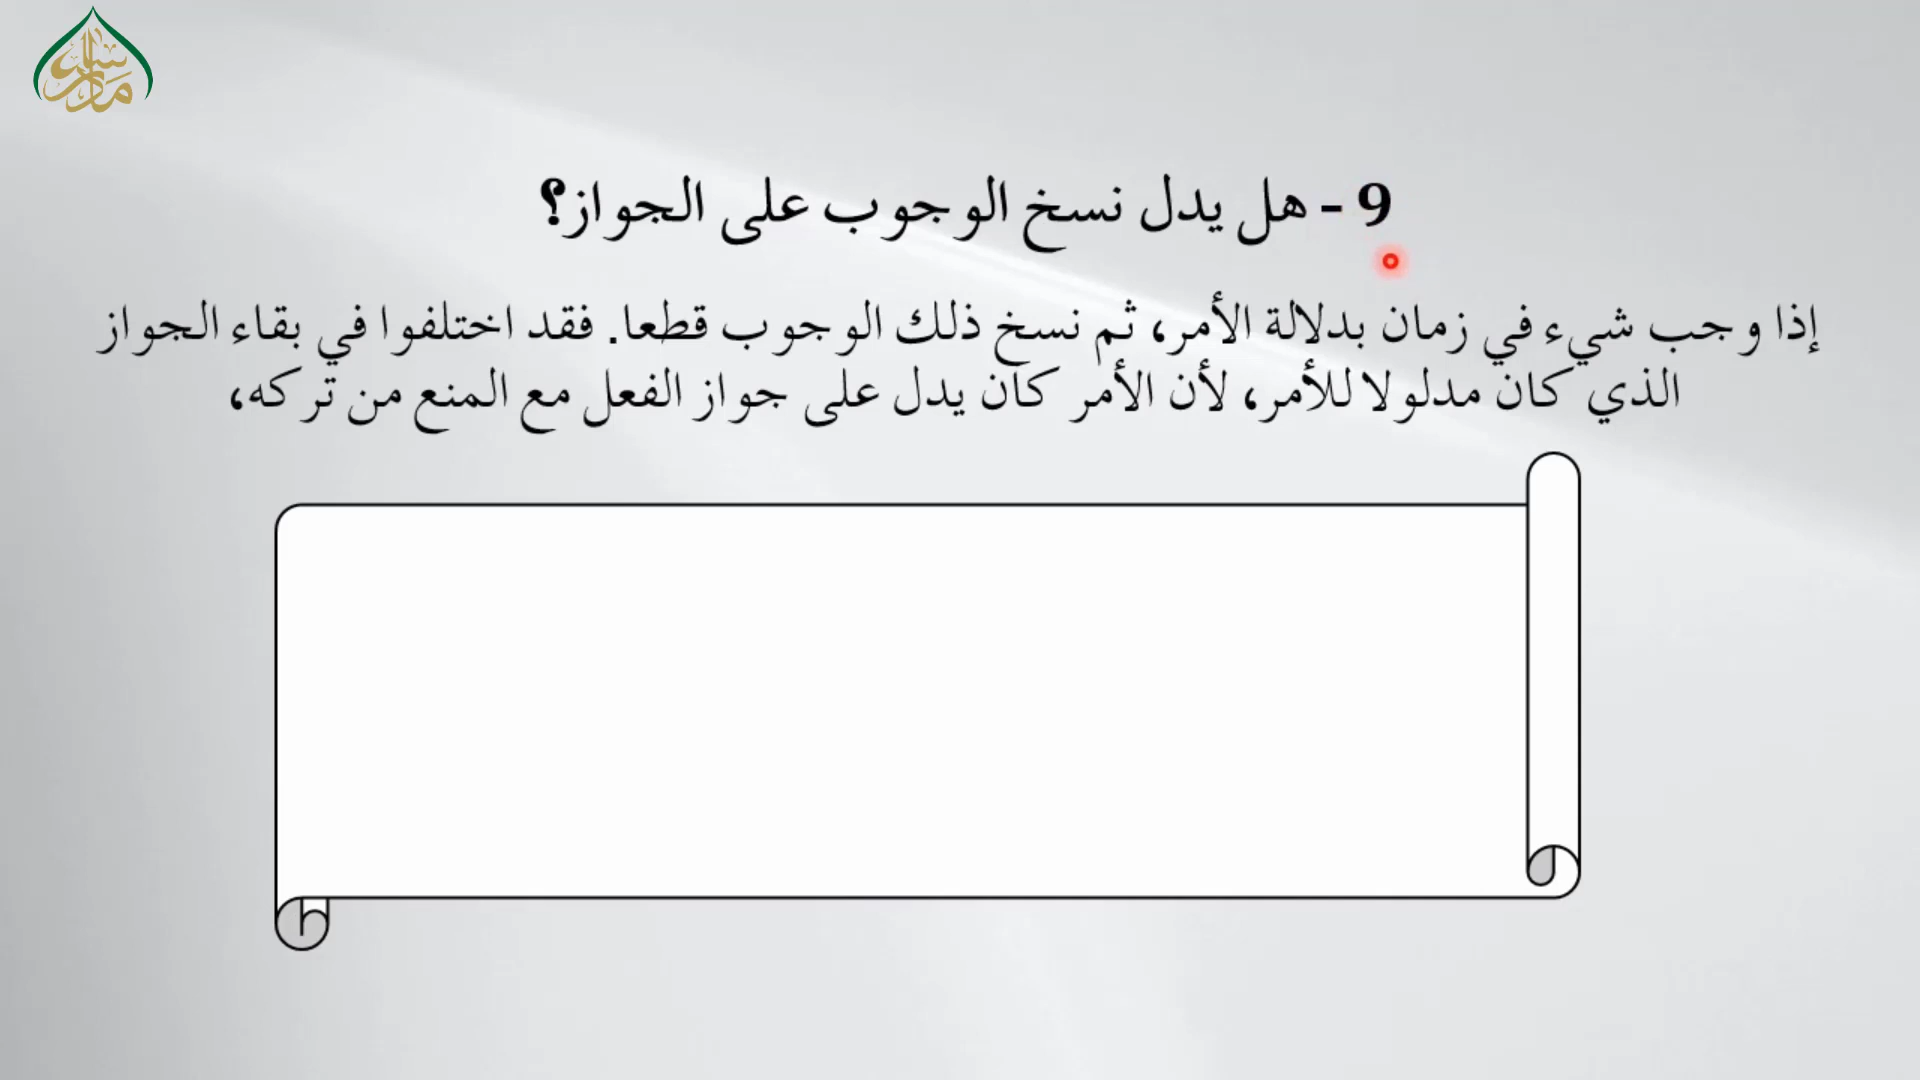 9 - هل يدل نسخ الوجوب على الجواز؟
إذا وجب شيء في زمان بدلالة الأمر، ثم نسخ ذلك الوجوب قطعا. فقد اختلفوا في بقاء الجواز
الذي كان مدلولا للأمر، لأن الأمر كان يدل على جواز الفعل مع المنع من تركه،